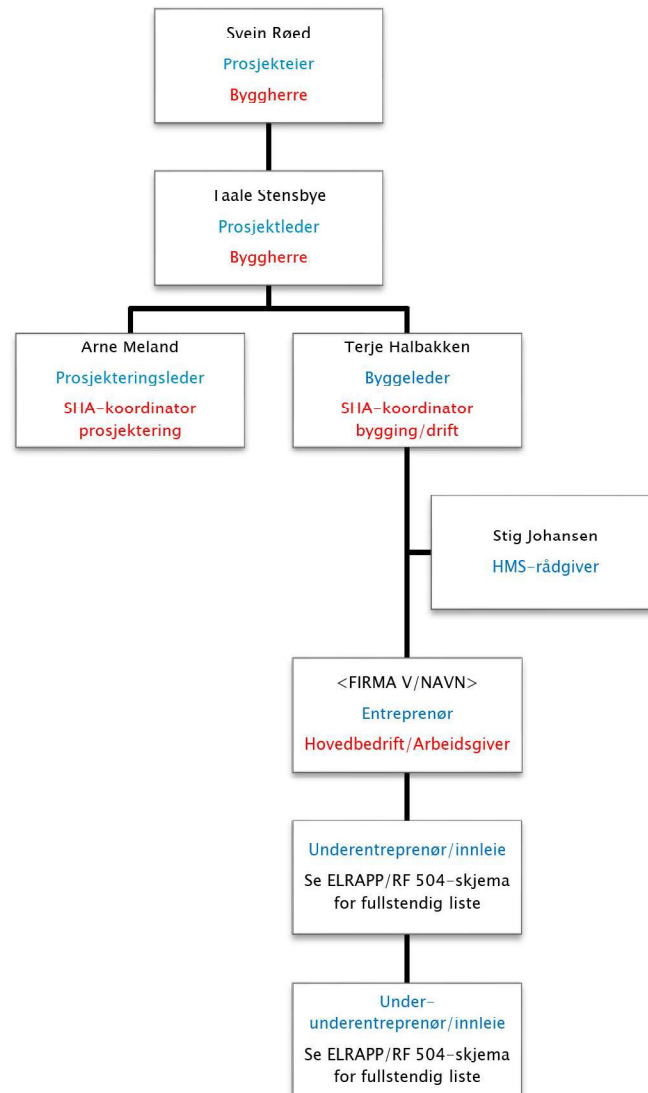 Svein Røed
Prosjekteier
Byggherre
Taale Stensbye
Prosjektleder
Byggherre
Arne Meland
Prosjekteringsleder
SHA-koordinator
prosjektering
Terje Halbakken
Byggeleder
SHA-koordinator
bygging/drift
Stig Johansen
HMS-rådgiver
<FIRMA V/NAVN>
Entreprenør
Hovedbedrift/Arbeidsgiver
Underentreprenør/innleie
Se ELRAPP/RF 504-skjema
for fullstendig liste
Under-
underentreprenør/innleie
Se ELRAPP/RF 504-skjema
for fullstendig liste